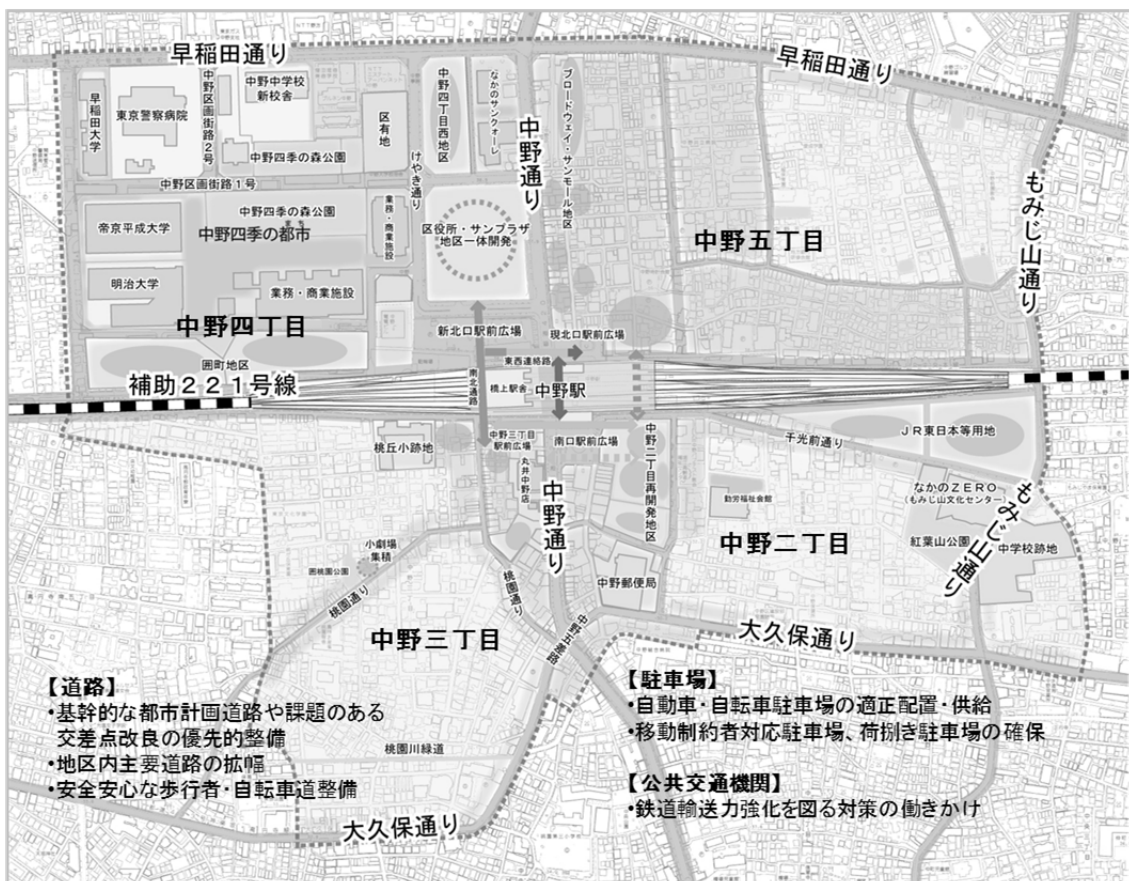 早稲田通り
早稲田通り
早稲田大学
東京警察病院
中野区画街路2号
中野中学校
新校舎
区有地
中野四丁目西地区
なかのサンクォーレ
中野通り
ブロードウェイ・サンモール地区
中野四季の森公園
けやき通り
中野区画街路1号
もみじ山通り
帝京平成大学
中野四季の森公園
まち
中野四季の都市
業務・商業施設
区役所・サンプラザ
地区一体開発
中野五丁目
明治大学
業務・商業施設
中野四丁目
新北口駅前広場
現北口駅前広場
囲町地区
東西連絡路
補助221号線
南北通路
橋上駅舎
中野駅
桃丘小跡地
中野三丁目
駅前広場
南口駅前広場
丸井中野店
中野二丁目再開発地区
千光前通り
JR東日本等用地
中野通り
勤労福祉会館
なかのZERO
(もみじ山文化センター)
もみじ山通り
紅葉山公園
中学校跡地
中野二丁目
小劇場
集積
囲桃園公園
桃園通り
桃園通り
中野郵便局
中野三丁目
中野五差路
大久保通り
【道路】
・基幹的な都市計画道路や課題のある
交差点改良の優先的整備
・地区内主要道路の拡幅
・安全安心な歩行者・自転車道整備
桃園川緑道
大久保通り
【駐車場】
・自動車・自転車駐車場の適正配置・供給
・移動制約者対応駐車場、荷捌き駐車場の確保
【公共交通機関】
・鉄道輸送力強化を図る対策の働きかけ